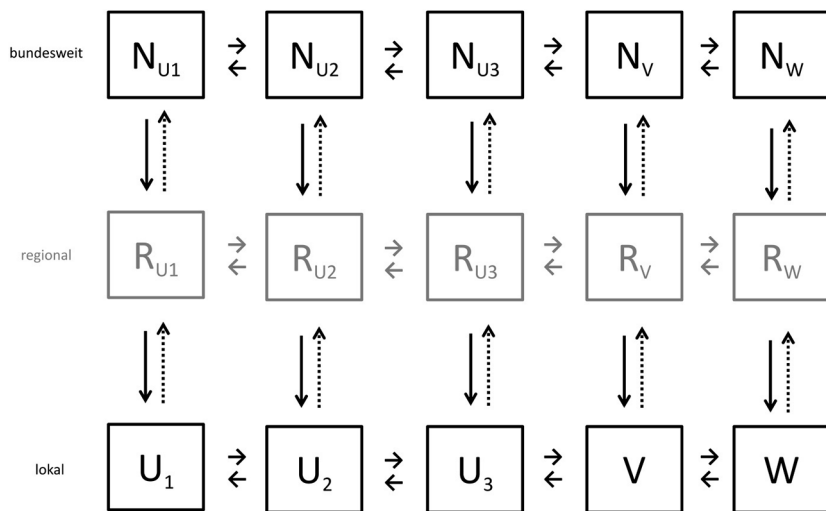 bundesweit N_U1 N_U2 N_U3 N_V N_W
regional R_U1 R_U2 R_U3 R_V R_W
lokal U_1 U_2 U_3 V W